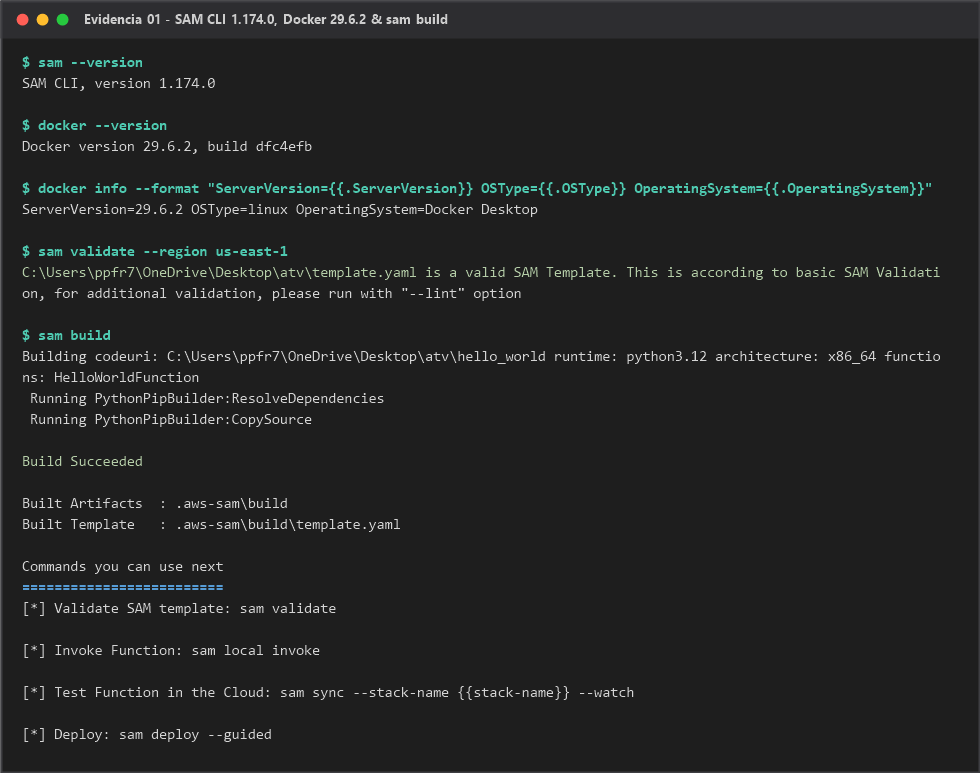 Evidencia 01 - SAM CLI 1.174.0, Docker 29.6.2 & sam build
$ sam --version
SAM CLI, version 1.174.0
$ docker --version
Docker version 29.6.2, build dfc4efb
$ docker info --format "ServerVersion={{.ServerVersion}} OSType={{.OSType}} OperatingSystem={{.OperatingSystem}}"
ServerVersion=29.6.2 OSType=linux OperatingSystem=Docker Desktop
$ sam validate --region us-east-1
C:\Users\ppfr7\OneDrive\Desktop\atv\template.yaml is a valid SAM Template. This is according to basic SAM Validati
on, for additional validation, please run with "--lint" option
$ sam build
Building codeuri: C:\Users\ppfr7\OneDrive\Desktop\atv\hello_world runtime: python3.12 architecture: x86_64 functio
ns: HelloWorldFunction
 Running PythonPipBuilder:ResolveDependencies
 Running PythonPipBuilder:CopySource
Build Succeeded
Built Artifacts  : .aws-sam\build
Built Template   : .aws-sam\build\template.yaml
Commands you can use next
=========================
[*] Validate SAM template: sam validate
[*] Invoke Function: sam local invoke
[*] Test Function in the Cloud: sam sync --stack-name {{stack-name}} --watch
[*] Deploy: sam deploy --guided